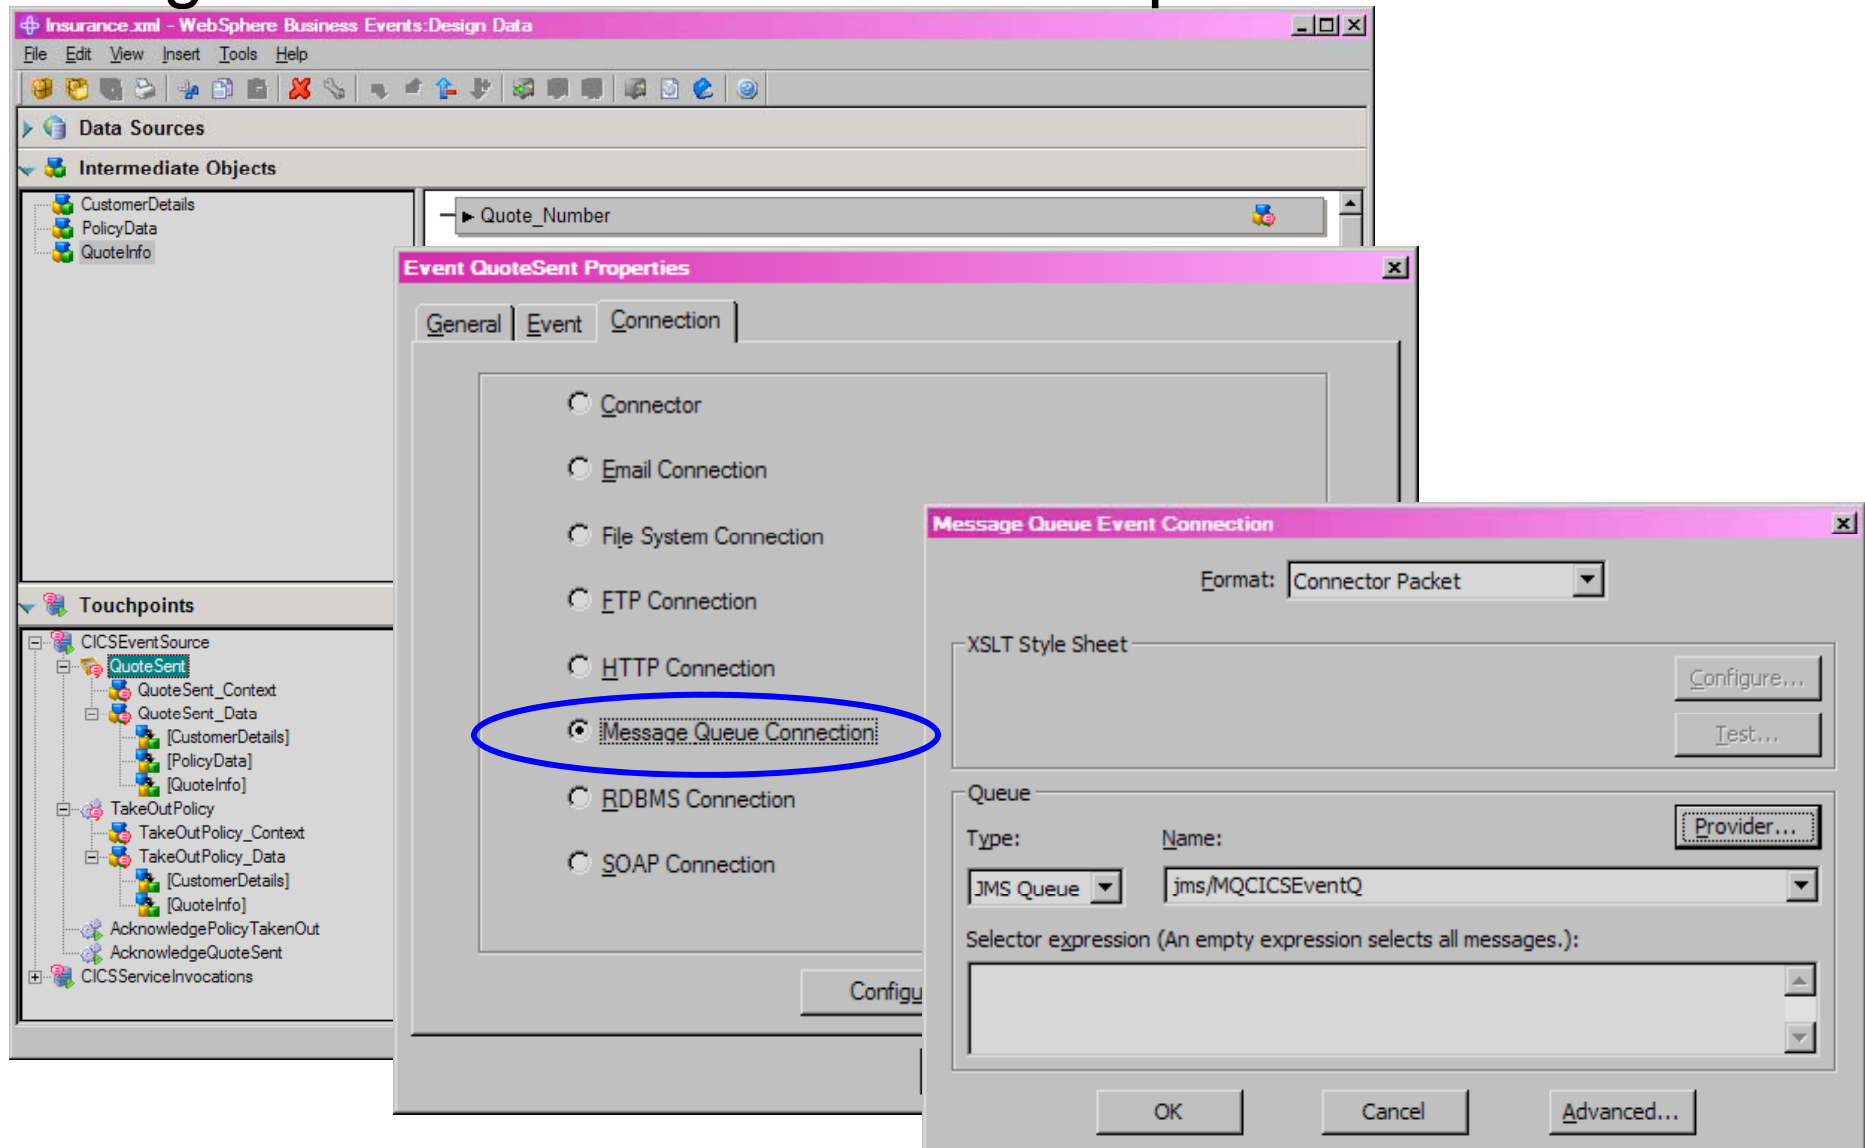 Insurance.xml - WebSphere Business Events:Design Data
File Edit View Insert Tools Help
Data Sources
Intermediate Objects
CustomerDetails
PolicyData
QuoteInfo
Quote_Number
Event QuoteSent Properties
General Event Connection
Connector
Email Connection
File System Connection
FTP Connection
HTTP Connection
Message Queue Connection
RDBMS Connection
SOAP Connection
Touchpoints
CICSEventSource
QuoteSent
QuoteSent_Context
QuoteSent_Data
[CustomerDetails]
[PolicyData]
[QuoteInfo]
TakeOutPolicy
TakeOutPolicy_Context
TakeOutPolicy_Data
[CustomerDetails]
[QuoteInfo]
AcknowledgePolicyTakenOut
AcknowledgeQuoteSent
CICSServiceInvocations
Message Queue Event Connection
Format: Connector Packet
XSLT Style Sheet
Configure...
Test...
Queue
Provider...
Type: Name:
JMS Queue jms/MQCICSEventQ
Selector expression (An empty expression selects all messages.):
OK Cancel Advanced...